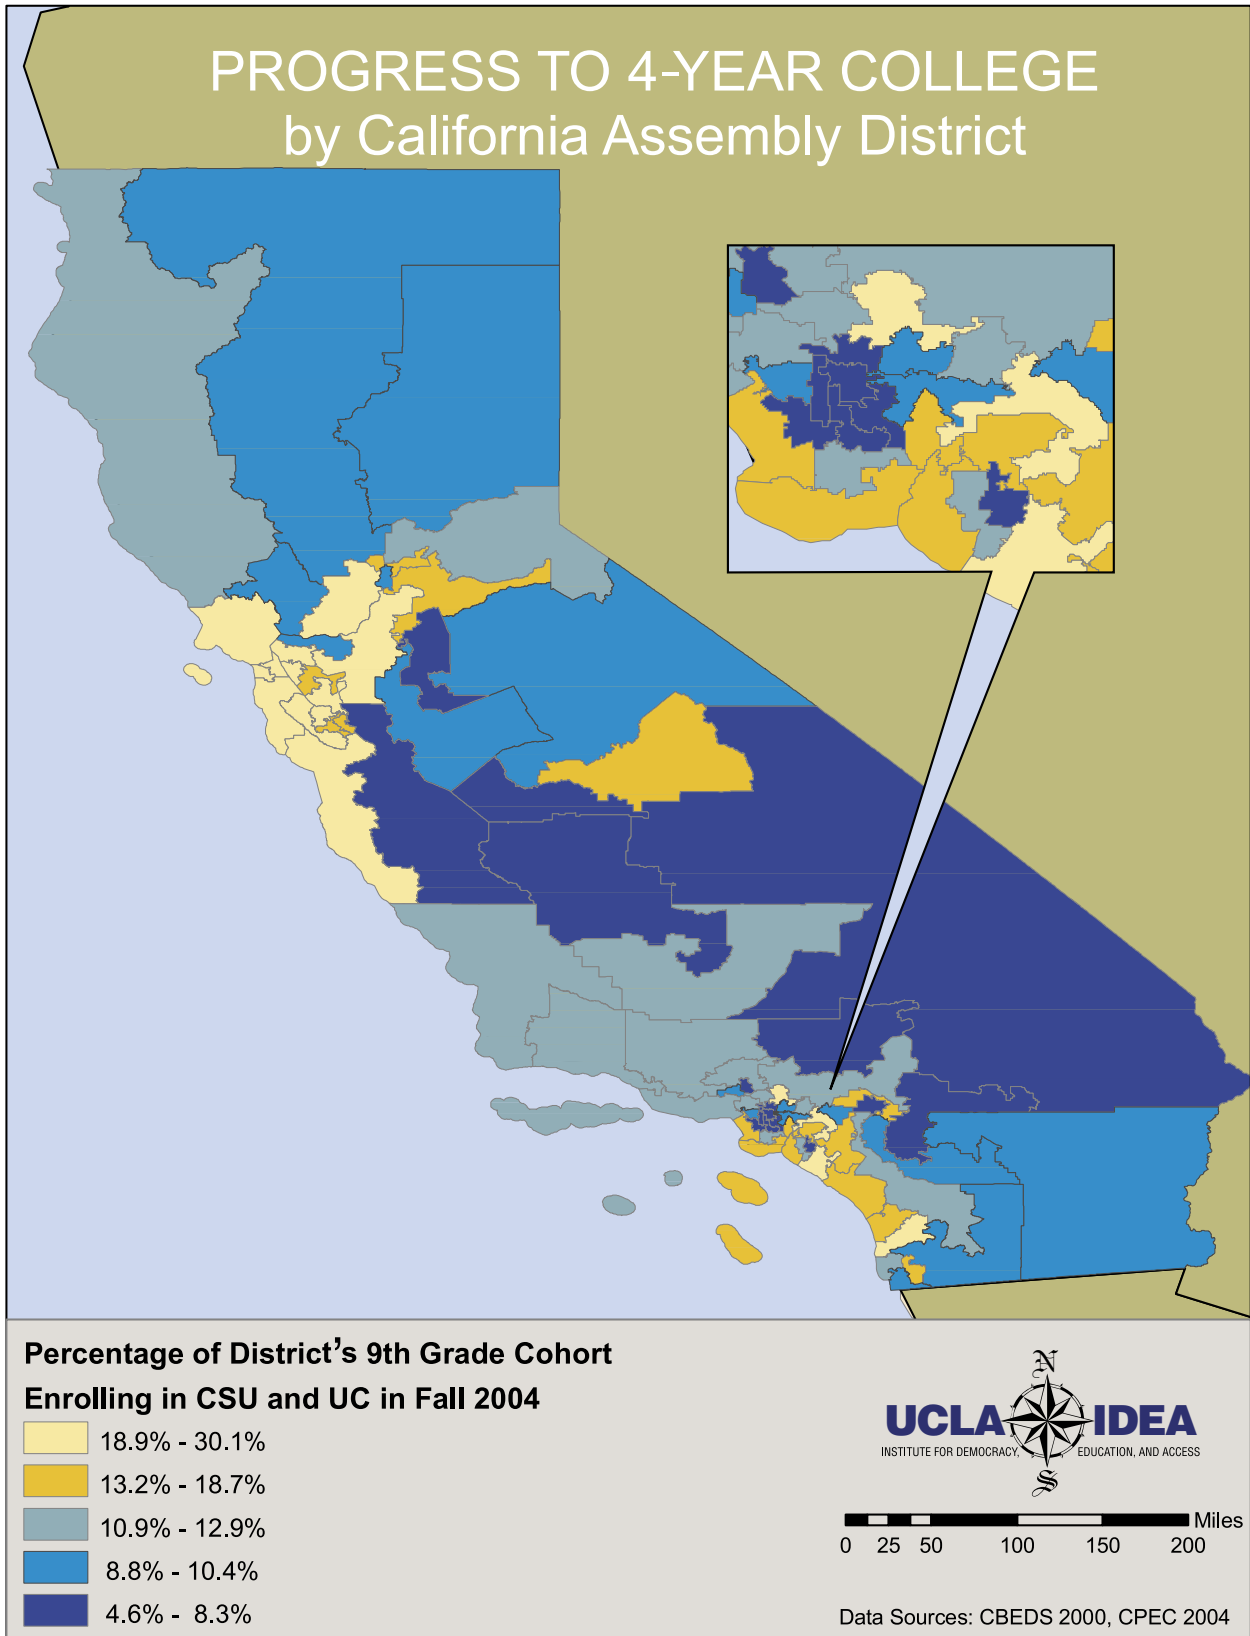 PROGRESS TO 4-YEAR COLLEGE
by California Assembly District
Percentage of District's 9th Grade Cohort
Enrolling in CSU and UC in Fall 2004
18.9% - 30.1%
13.2% - 18.7%
10.9% - 12.9%
8.8% - 10.4%
4.6% - 8.3%
N
UCLA IDEA
INSTITUTE FOR DEMOCRACY, EDUCATION, AND ACCESS
S
Miles
0 25 50 100 150 200
Data Sources: CBEDS 2000, CPEC 2004